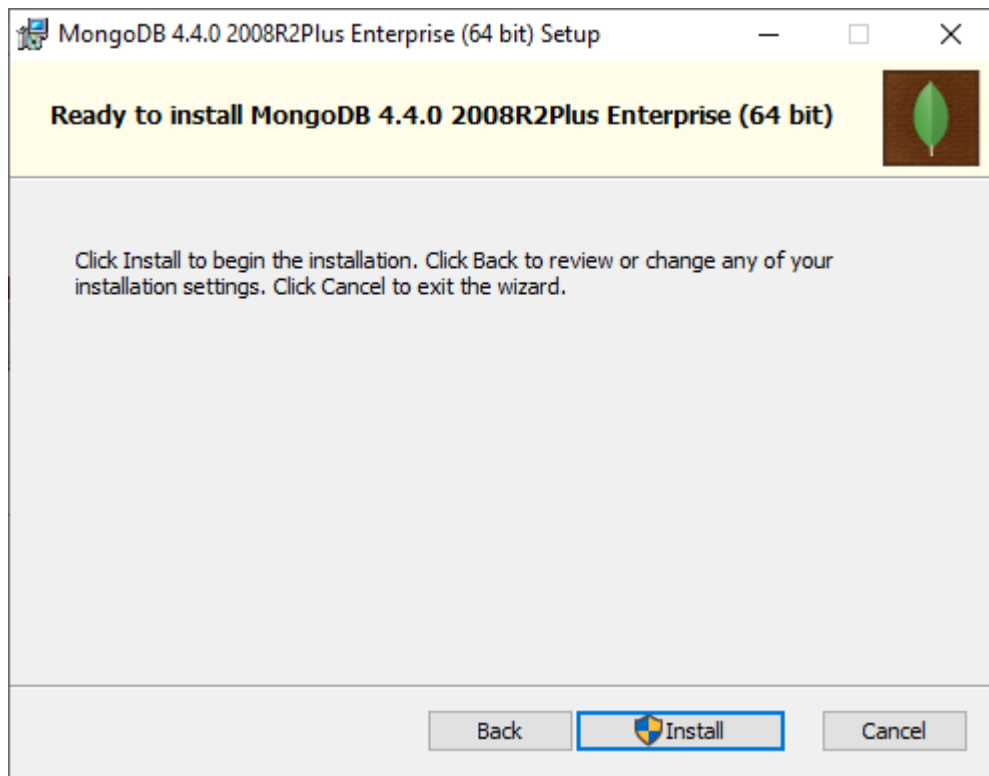 MongoDB 4.4.0 2008R2Plus Enterprise (64 bit) Setup
Ready to install MongoDB 4.4.0 2008R2Plus Enterprise (64 bit)
Click Install to begin the installation. Click Back to review or change any of your
installation settings. Click Cancel to exit the wizard.
Back Install Cancel